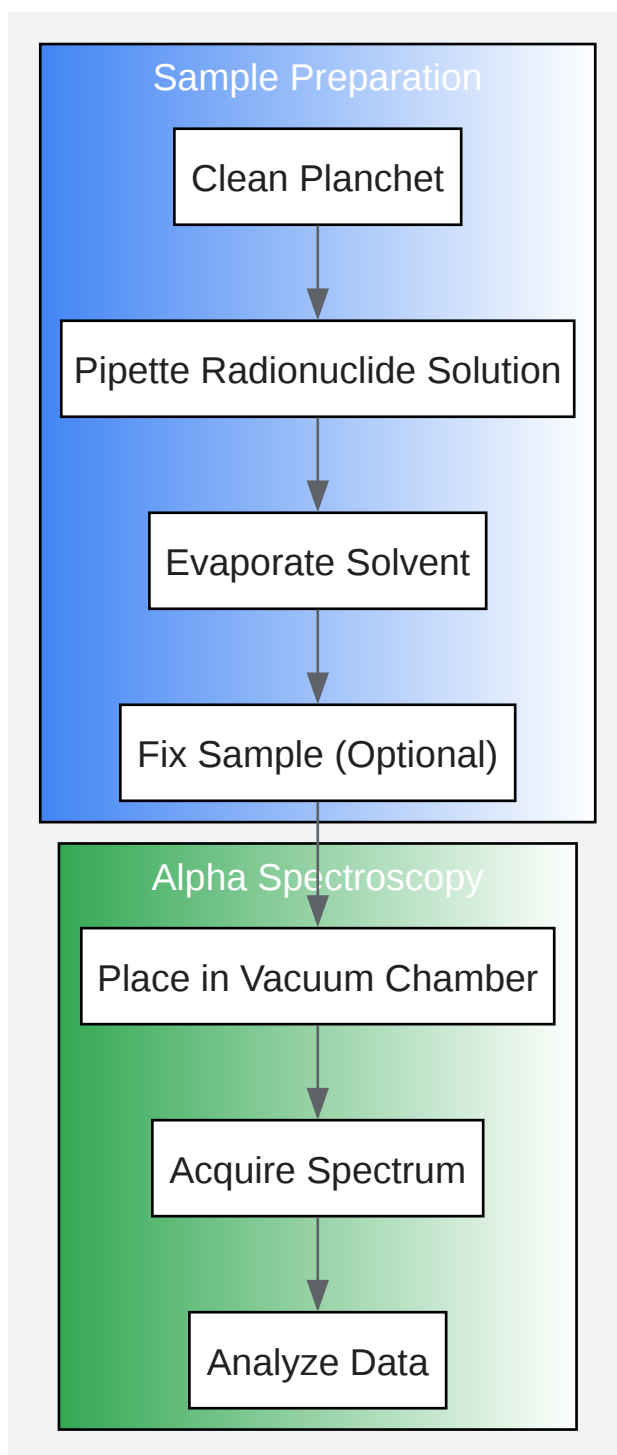 Sample Preparation
Clean Planchet
Pipette Radionuclide Solution
Evaporate Solvent
Fix Sample (Optional)
Alpha Spectroscopy
Place in Vacuum Chamber
Acquire Spectrum
Analyze Data